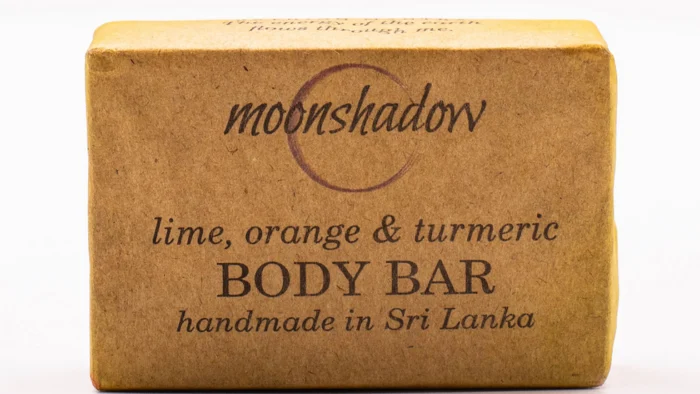 The energy of the earth
flows through me.
moonshadow
lime, orange & turmeric
BODY BAR
handmade in Sri Lanka